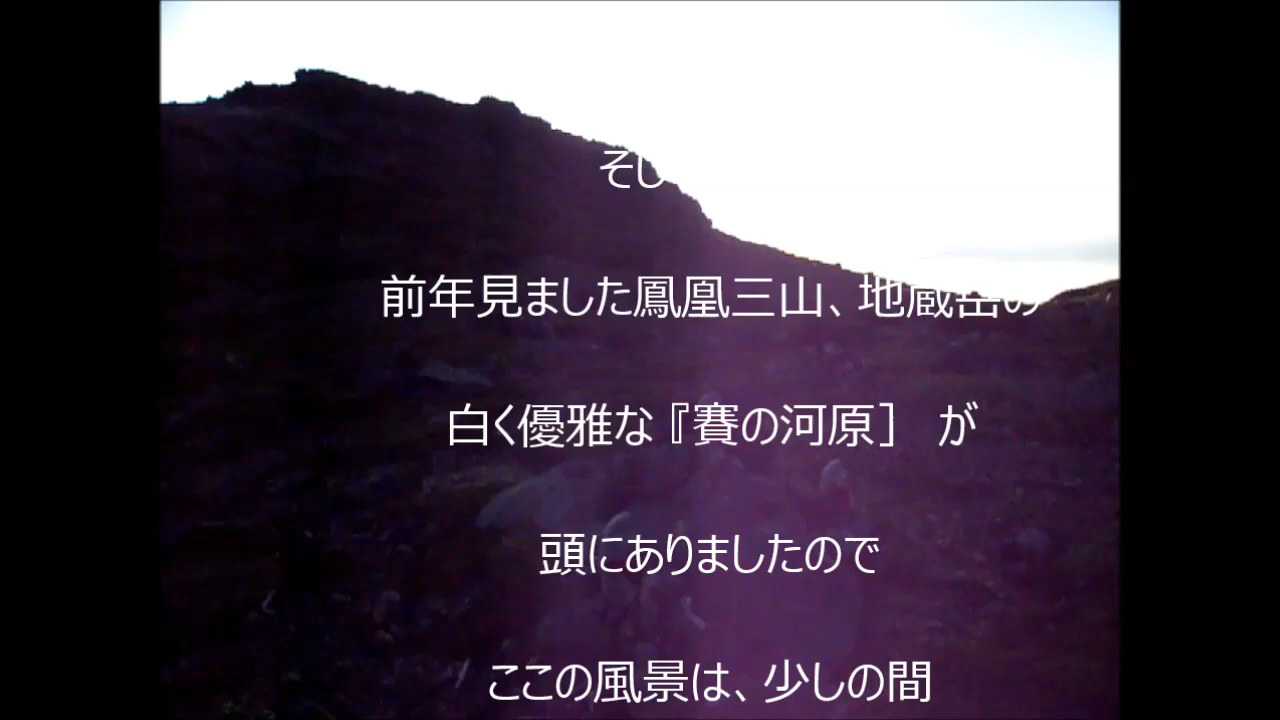 そし
前年見ました鳳凰三山、地蔵岳の
白く優雅な『賽の河原］ が
頭にありましたので
ここの風景は、少しの間